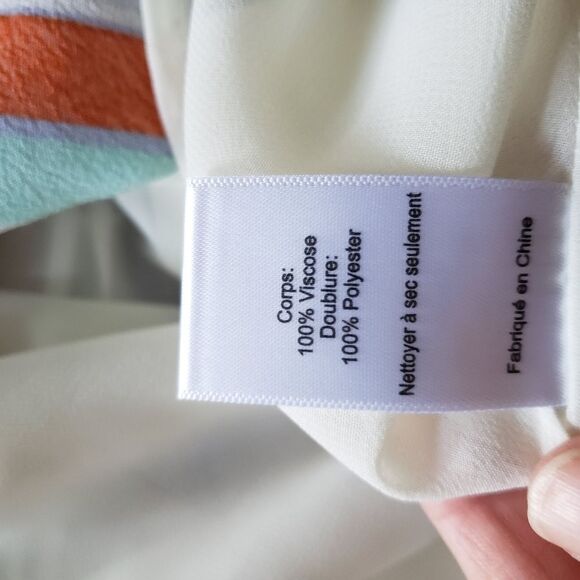 Corps:
100% Viscose
Doublure:
100% Polyester
Nettoyer à sec seulement
Fabriqué en Chine